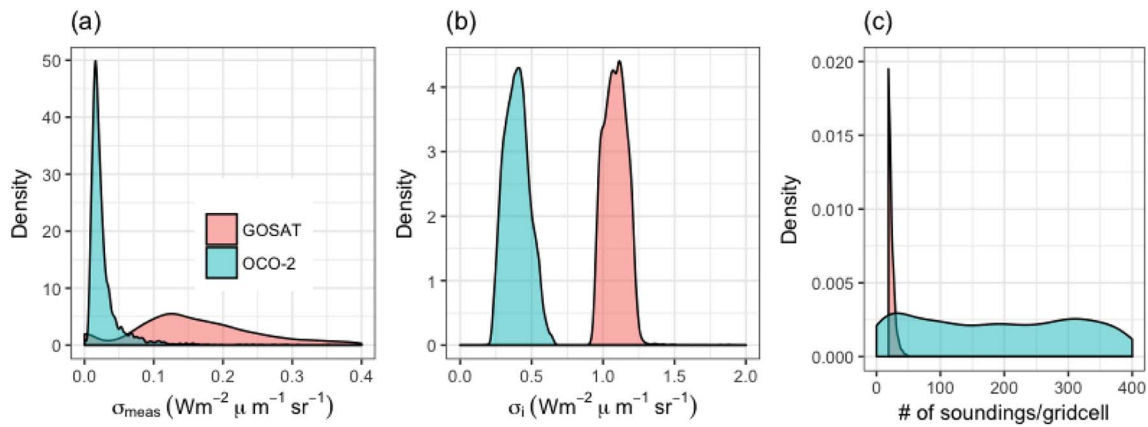 (a) (b) (c)
50
40
30
20
10
0
Density
0.0 0.1 0.2 0.3 0.4
σmeas (Wm−2 μ m−1 sr−1)
GOSAT
OCO-2
4
3
2
1
0
Density
0.0 0.5 1.0 1.5 2.0
σi (Wm−2 μ m−1 sr−1)
0.020
0.015
0.010
0.005
0.000
Density
0 100 200 300 400
# of soundings/gridcell